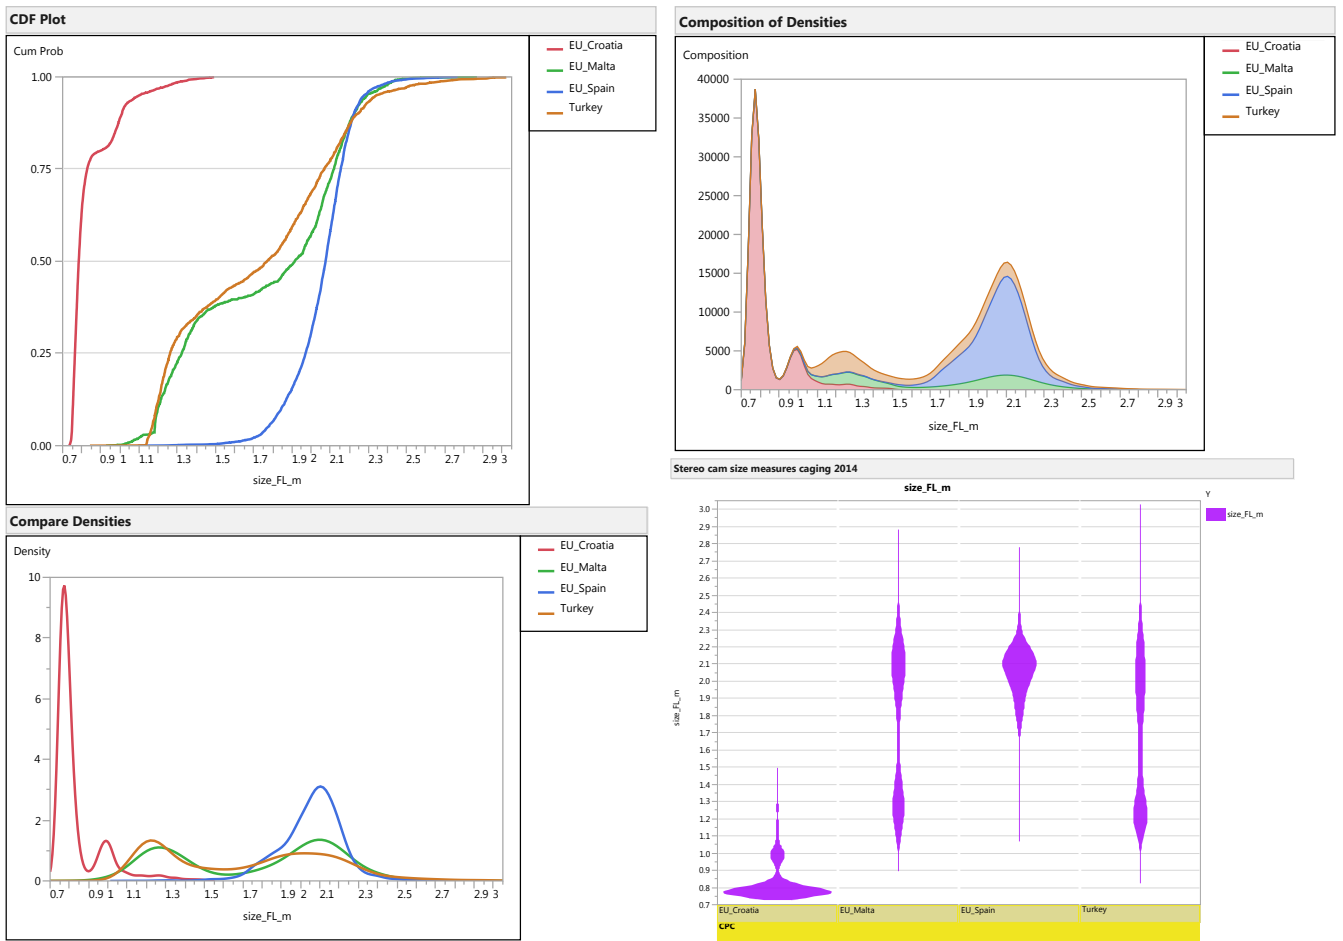 CDF Plot
Cum Prob
1.00
0.75
0.50
0.25
0.00
0.7 0.9 1 1.1 1.3 1.5 1.7 1.9 2 2.1 2.3 2.5 2.7 2.9 3
size_FL_m
EU_Croatia
EU_Malta
EU_Spain
Turkey
Composition of Densities
Composition
40000
35000
30000
25000
20000
15000
10000
5000
0
0.7 0.9 1 1.1 1.3 1.5 1.7 1.9 2.1 2.3 2.5 2.7 2.9 3
size_FL_m
EU_Croatia
EU_Malta
EU_Spain
Turkey
Compare Densities
Density
10
8
6
4
2
0
0.7 0.9 1 1.1 1.3 1.5 1.7 1.9 2 2.1 2.3 2.5 2.7 2.9 3
size_FL_m
EU_Croatia
EU_Malta
EU_Spain
Turkey
Stereo cam size measures caging 2014
size_FL_m
Y
size_FL_m
size_FL_m
3.0
2.9
2.8
2.7
2.6
2.5
2.4
2.3
2.2
2.1
2.0
1.9
1.8
1.7
1.6
1.5
1.4
1.3
1.2
1.1
1.0
0.9
0.8
0.7
EU_Croatia EU_Malta EU_Spain Turkey
CPC